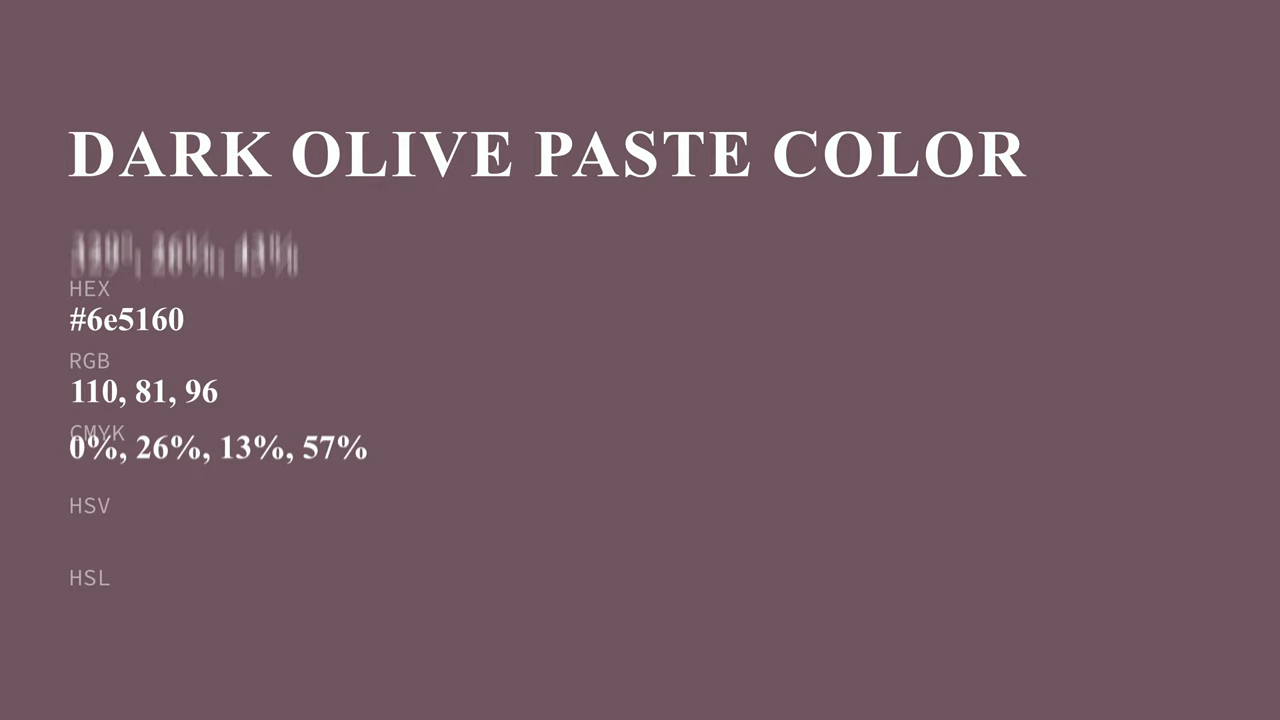 DARK OLIVE PASTE COLOR
HEX
#6e5160
RGB
110, 81, 96
CMYK
0%, 26%, 13%, 57%
HSV
HSL